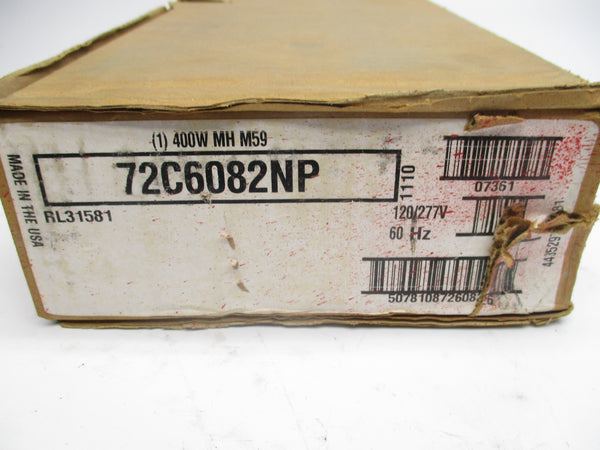 (1) 400W MH M59
72C6082NP
MADE IN THE USA
RL31581
1110
120/277V
60 Hz
07361